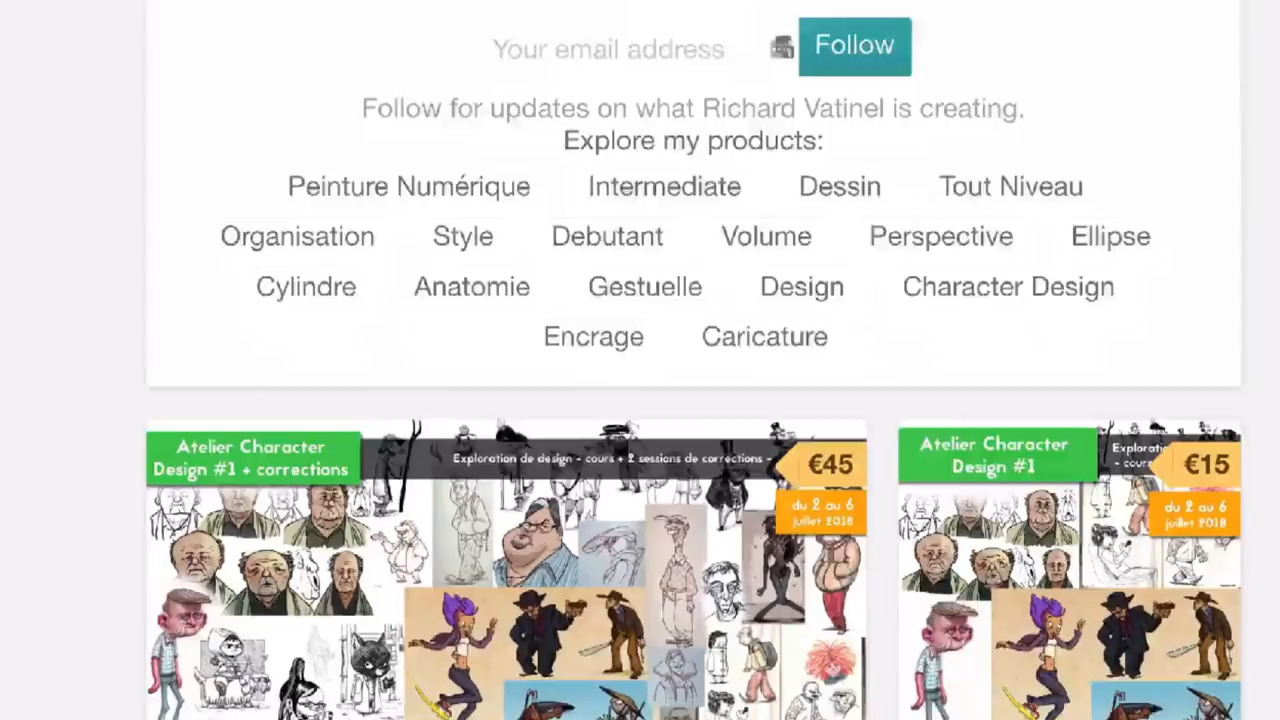 Your email address
Follow
Follow for updates on what Richard Vatinel is creating.
Explore my products:
Peinture Numérique Intermediate Dessin Tout Niveau
Organisation Style Debutant Volume Perspective Ellipse
Cylindre Anatomie Gestuelle Design Character Design
Encrage Caricature
Atelier Character
Design #1 + corrections
Exploration de design - cours + 2 sessions de corrections -
€45
du 2 au 6
juillet 2018
Atelier Character
Design #1
- cours
€15
du 2 au 6
juillet 2018